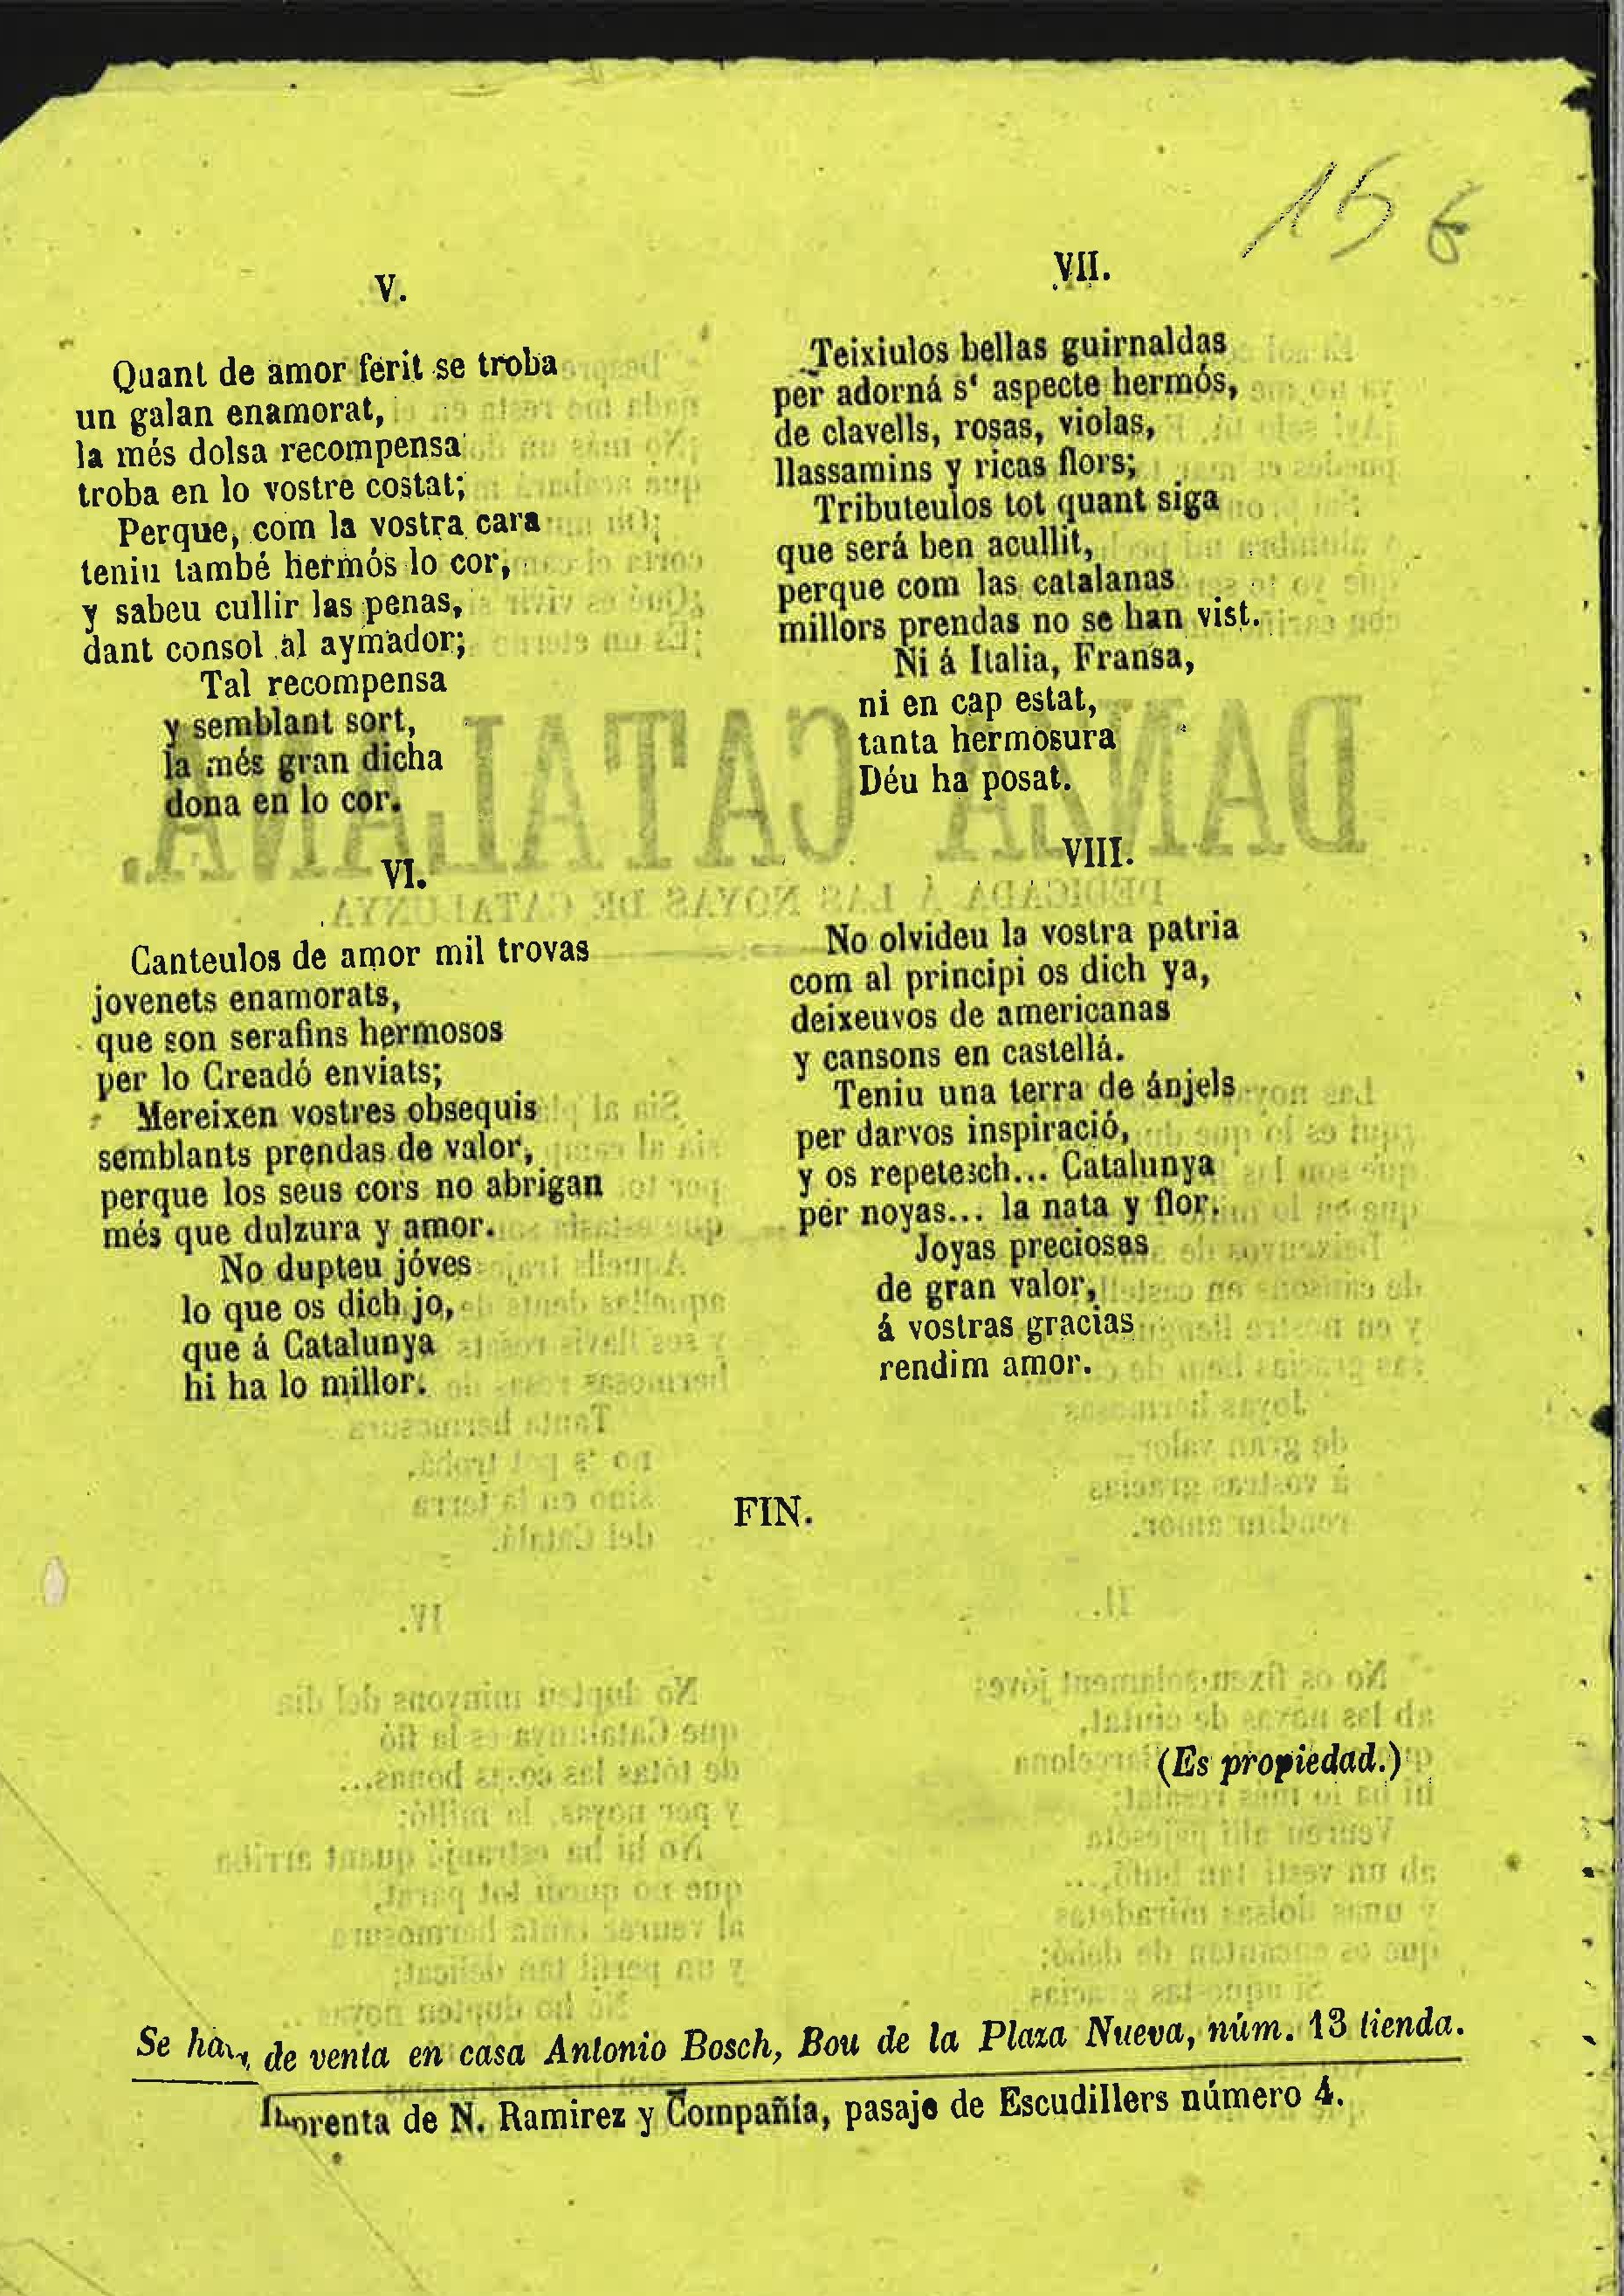 15 6
V.
Quant de amor ferit se troba
un galan enamorat,
la més dolsa recompensa
troba en lo vostre costat;
Perque, com la vostra cara
teniu també hermós lo cor,
y sabeu cullir las penas,
dant consol al aymador;
Tal recompensa
y semblant sort,
la més gran dicha
dona en lo cor.
VI.
Canteulos de amor mil trovas
jovenets enamorats,
que son serafins hermosos
per lo Creadó enviats;
Mereixen vostres obsequis
semblants prendas de valor,
perque los seus cors no abrigan
més que dulzura y amor.
No dupteu jóves
lo que os dich jo,
que á Catalunya
hi ha lo millor.
VII.
Teixiulos bellas guirnaldas
per adorná s‘ aspecte hermós,
de clavells, rosas, violas,
llassamins y ricas flors;
Tributeulos tot quant siga
que será ben acullit,
perque com las catalanas
millors prendas no se han vist.
Ni á Italia, Fransa,
ni en cap estat,
tanta hermosura
Déu ha posat.
VIII.
No olvideu la vostra patria
com al principi os dich ya,
deixeuvos de americanas
y cansons en castellá.
Teniu una terra de ánjels
per darvos inspiració,
y os repetesch... Catalunya
per noyas... la nata y flor.
Joyas preciosas
de gran valor,
á vostras gracias
rendim amor.
FIN.
(Es propiedad.)
Se de venta en casa Antonio Bosch, Bou de la Plaza Nueva, núm. 13 tienda.
Imprenta de N. Ramirez y Compañía, pasaje de Escudillers número 4.